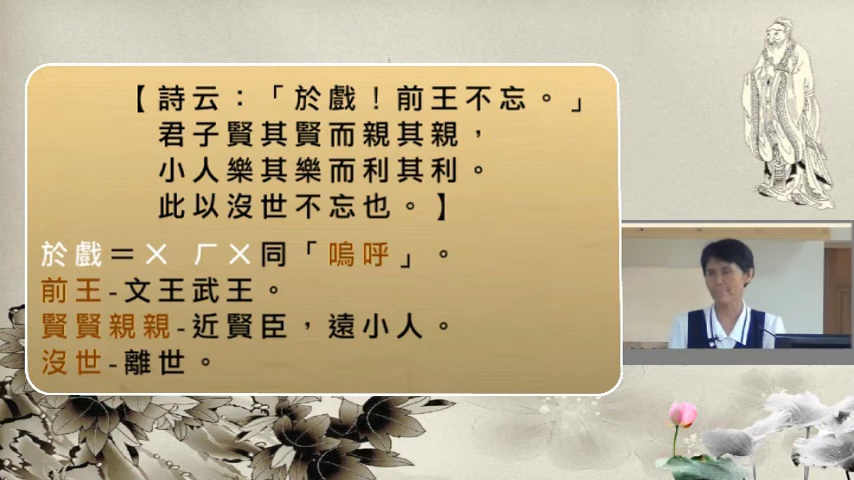 【詩云：「於戲！前王不忘。」
君子賢其賢而親其親，
小人樂其樂而利其利。
此以沒世不忘也。】
於戲＝ㄨ ㄏㄨ同「嗚呼」。
前王-文王武王。
賢賢親親-近賢臣，遠小人。
沒世-離世。